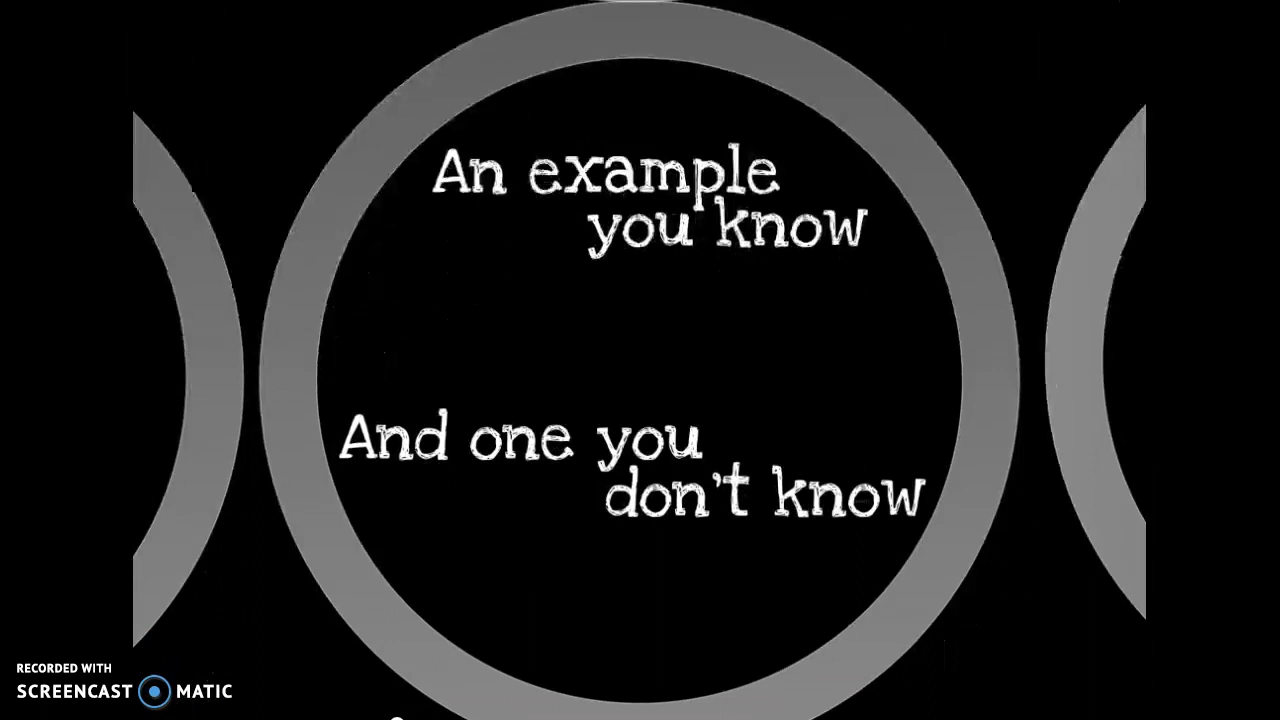 An example
you know
And one you
don't know
RECORDED WITH
SCREENCAST MATIC